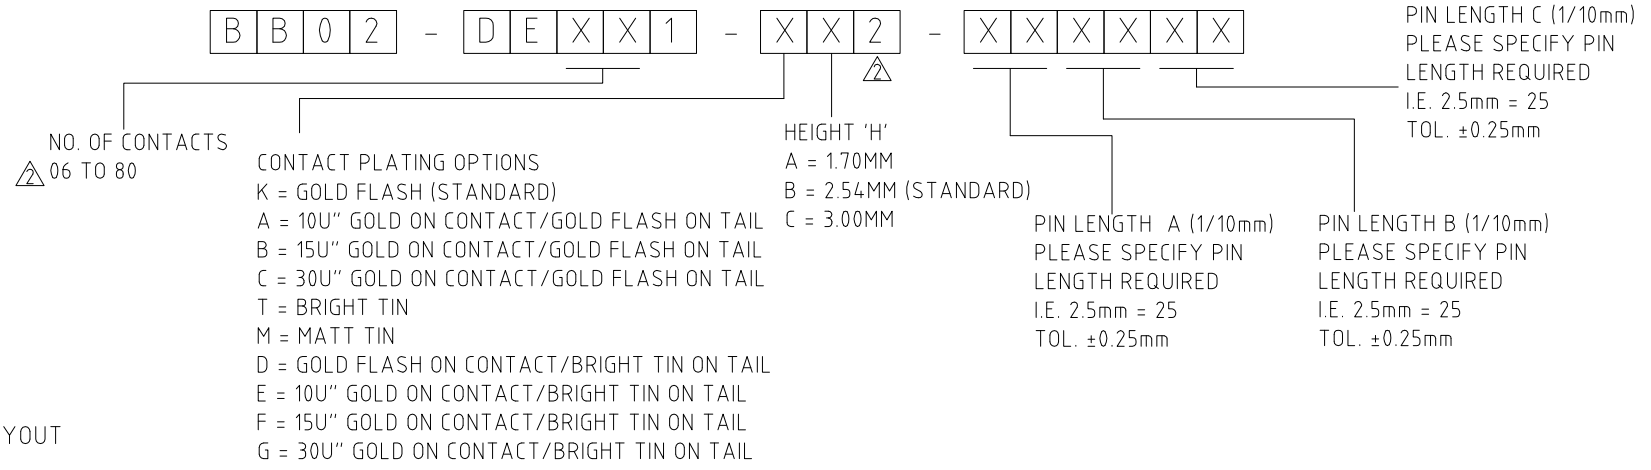 BB02 - DEXX1 - XX2 - XXXXXX
2
NO. OF CONTACTS
2 06 TO 80
CONTACT PLATING OPTIONS
K = GOLD FLASH (STANDARD)
A = 10U" GOLD ON CONTACT/GOLD FLASH ON TAIL
B = 15U" GOLD ON CONTACT/GOLD FLASH ON TAIL
C = 30U" GOLD ON CONTACT/GOLD FLASH ON TAIL
T = BRIGHT TIN
M = MATT TIN
D = GOLD FLASH ON CONTACT/BRIGHT TIN ON TAIL
E = 10U" GOLD ON CONTACT/BRIGHT TIN ON TAIL
F = 15U" GOLD ON CONTACT/BRIGHT TIN ON TAIL
G = 30U" GOLD ON CONTACT/BRIGHT TIN ON TAIL
HEIGHT 'H'
A = 1.70MM
B = 2.54MM (STANDARD)
C = 3.00MM
PIN LENGTH A (1/10mm)
PLEASE SPECIFY PIN
LENGTH REQUIRED
I.E. 2.5mm = 25
TOL. ±0.25mm
PIN LENGTH B (1/10mm)
PLEASE SPECIFY PIN
LENGTH REQUIRED
I.E. 2.5mm = 25
TOL. ±0.25mm
PIN LENGTH C (1/10mm)
PLEASE SPECIFY PIN
LENGTH REQUIRED
I.E. 2.5mm = 25
TOL. ±0.25mm
YOUT